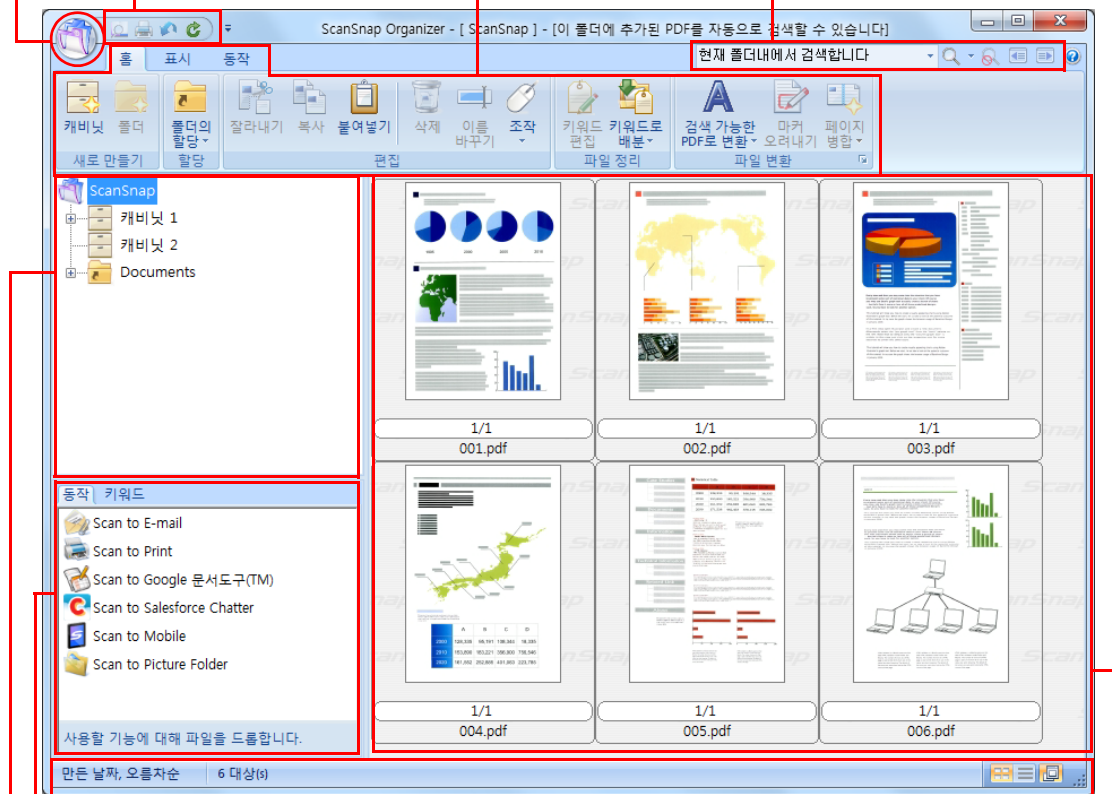 ScanSnap Organizer - [ ScanSnap ] - [이 폴더에 추가된 PDF를 자동으로 검색할 수 있습니다]
홈 표시 동작
현재 폴더내에서 검색합니다
캐비닛 폴더 폴더의 할당 잘라내기 복사 붙여넣기 삭제 이름 바꾸기 조작 키워드 편집 키워드로 배분 검색 가능한 PDF로 변환 마커 오려내기 페이지 병합
새로 만들기 할당 편집 파일 정리 파일 변환
ScanSnap
캐비닛 1
캐비닛 2
Documents
1/1 1/1 1/1
001.pdf 002.pdf 003.pdf
1/1 1/1 1/1
004.pdf 005.pdf 006.pdf
동작 키워드
Scan to E-mail
Scan to Print
Scan to Google 문서도구(TM)
Scan to Salesforce Chatter
Scan to Mobile
Scan to Picture Folder
사용할 기능에 대해 파일을 드롭합니다.
만든 날짜, 오름차순 6 대상(s)